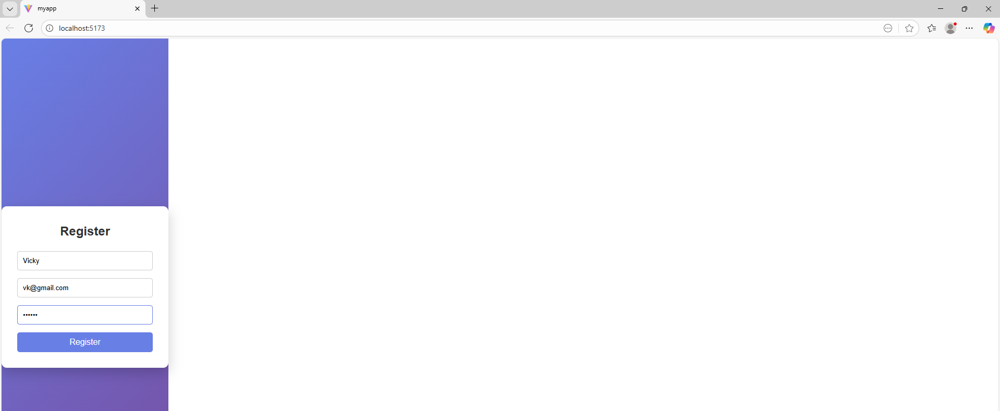 myapp
localhost:5173
Register
Vicky
vk@gmail.com
••••••
Register